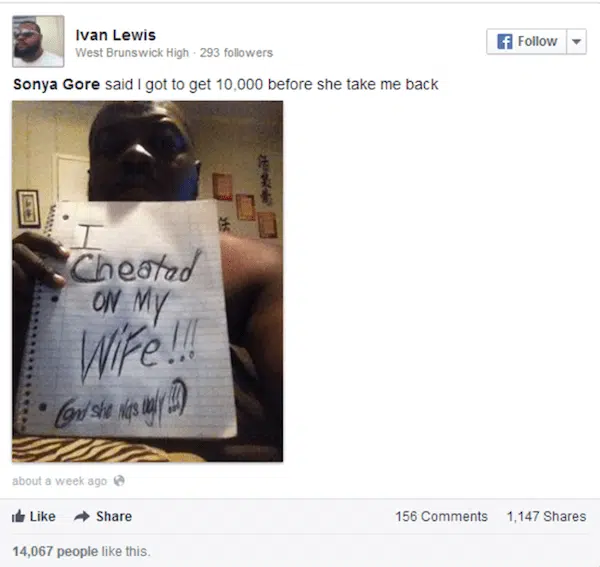 Ivan Lewis
West Brunswick High · 293 followers
Follow
Sonya Gore said I got to get 10,000 before she take me back
I
Cheated
ON MY
Wife!!!
(and she was ugly!!!)
about a week ago
Like Share 156 Comments 1,147 Shares
14,067 people like this.